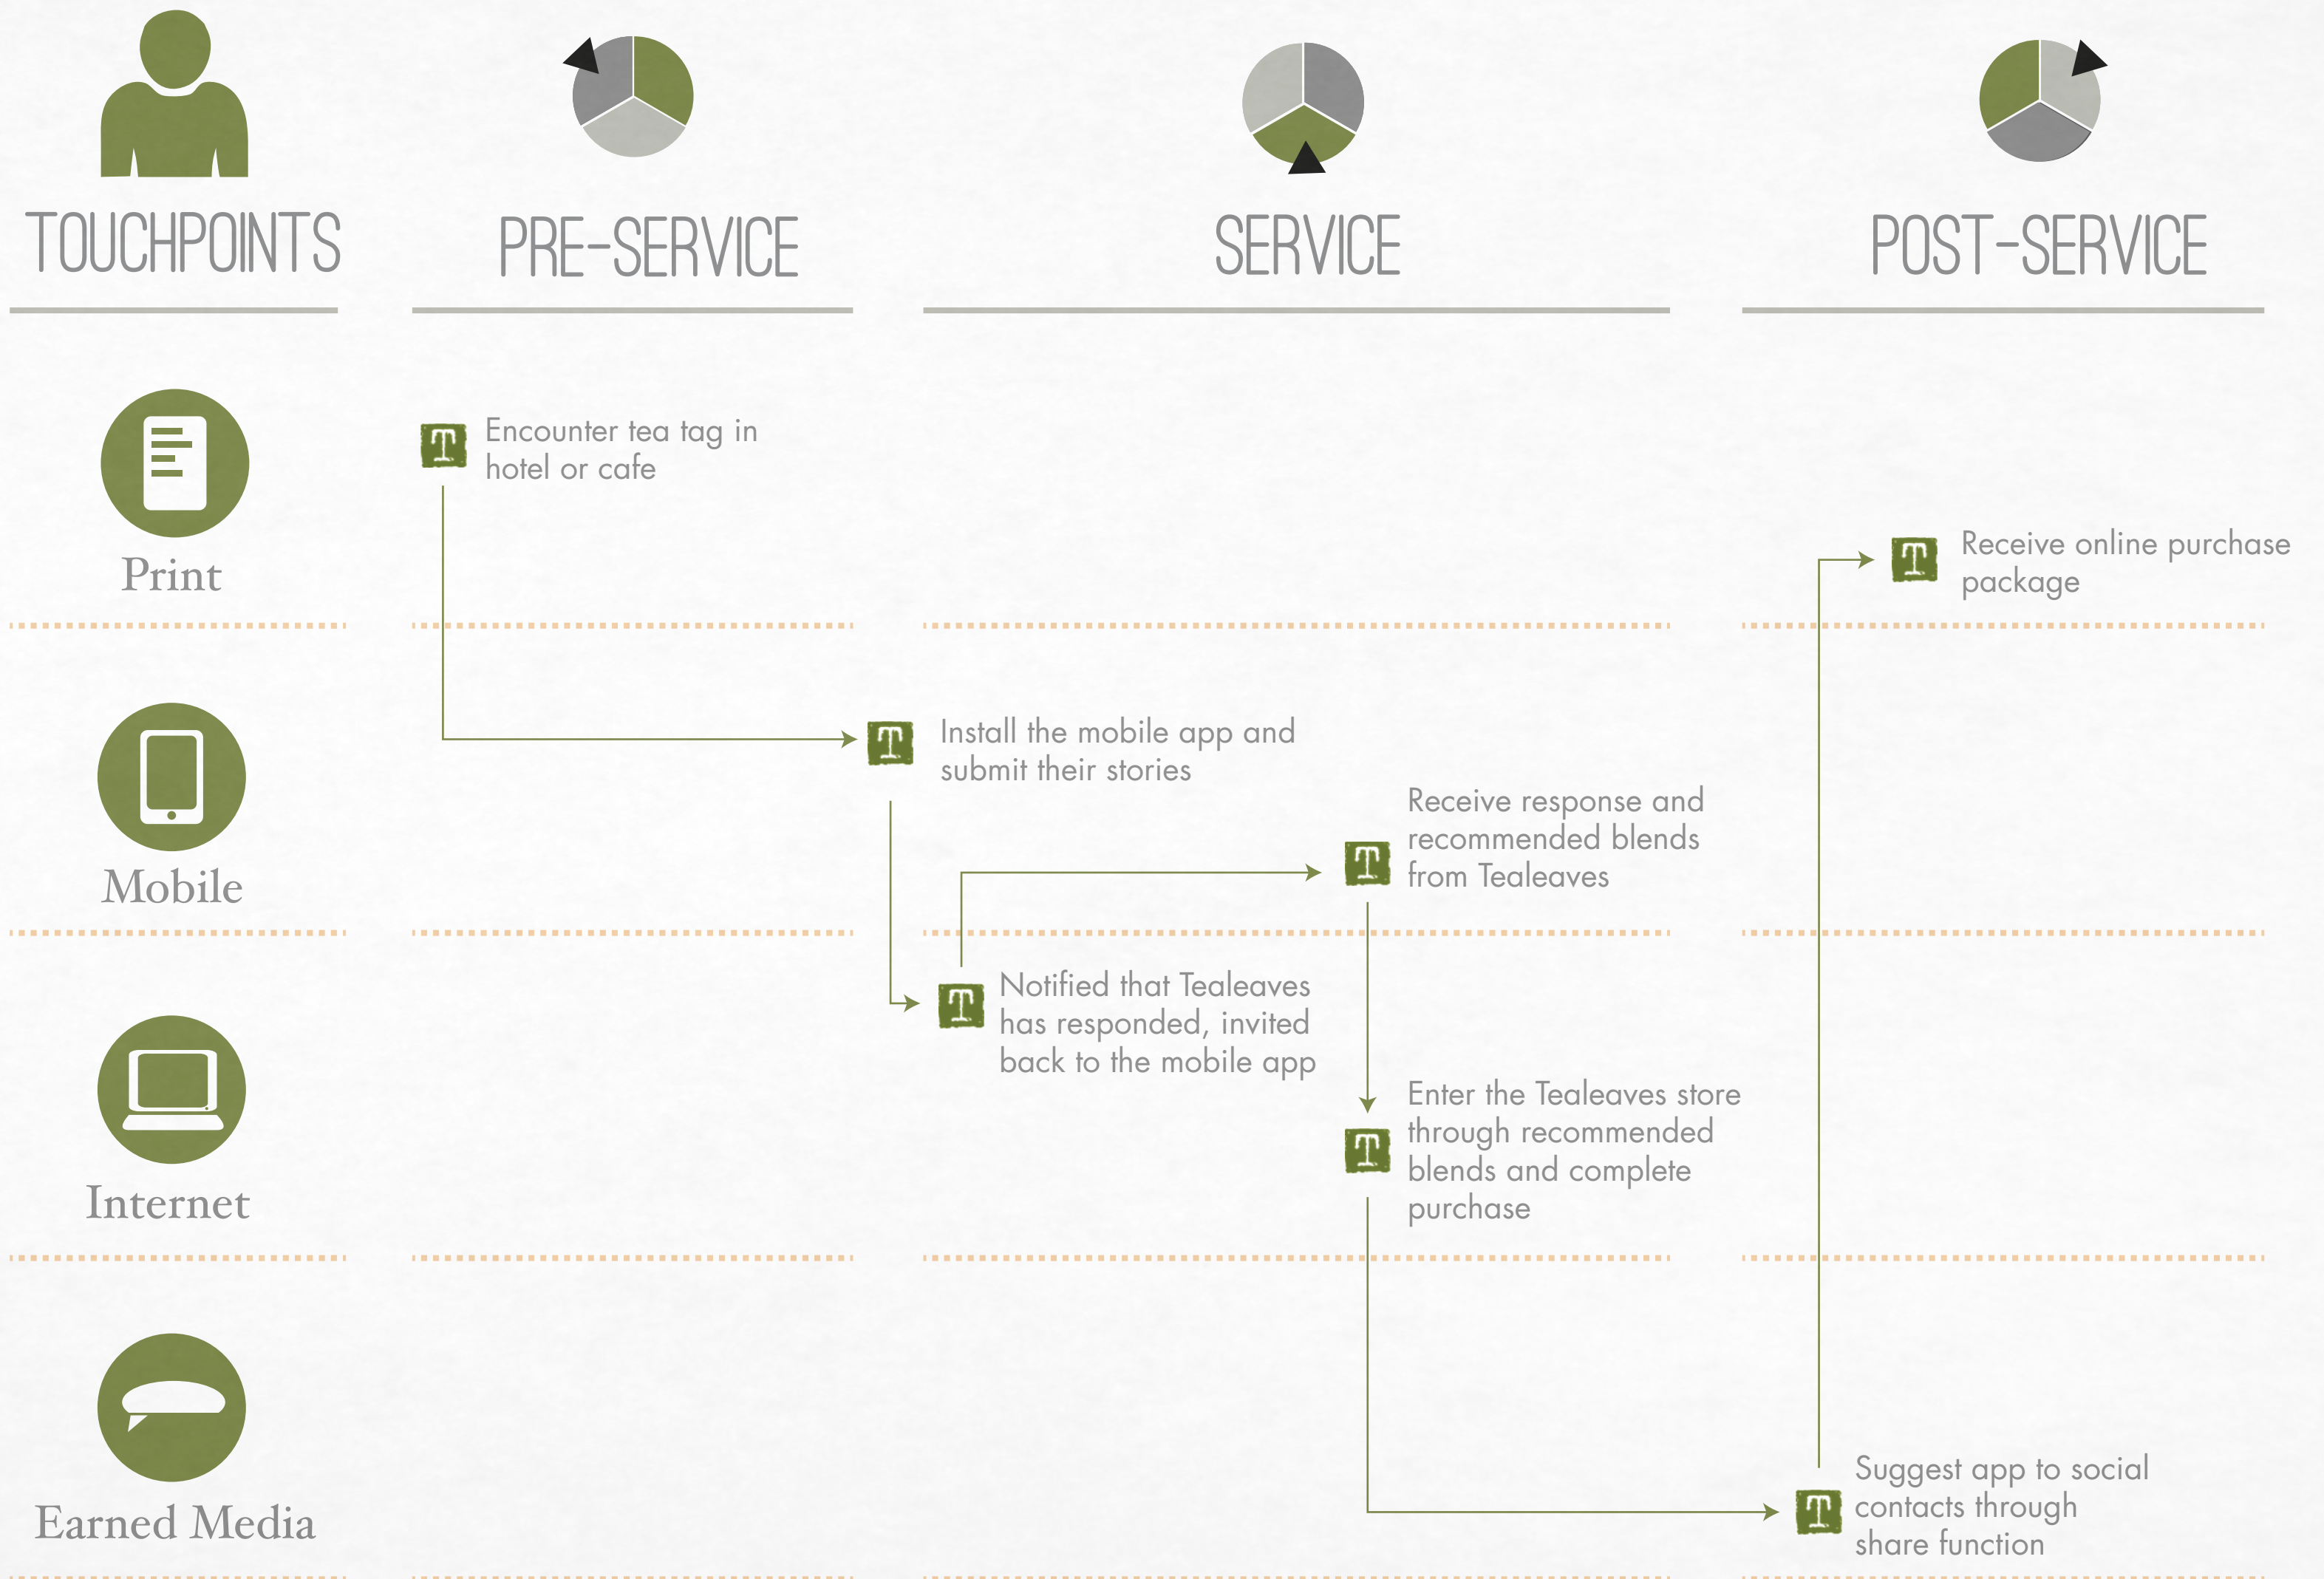 TOUCHPOINTS
PRE-SERVICE
SERVICE
POST-SERVICE
Print
T
Encounter tea tag in
hotel or cafe
T
Receive online purchase
package
Mobile
T
Install the mobile app and
submit their stories
T
Receive response and
recommended blends
from Tealeaves
Internet
T
Notified that Tealeaves
has responded, invited
back to the mobile app
T
Enter the Tealeaves store
through recommended
blends and complete
purchase
Earned Media
T
Suggest app to social
contacts through
share function